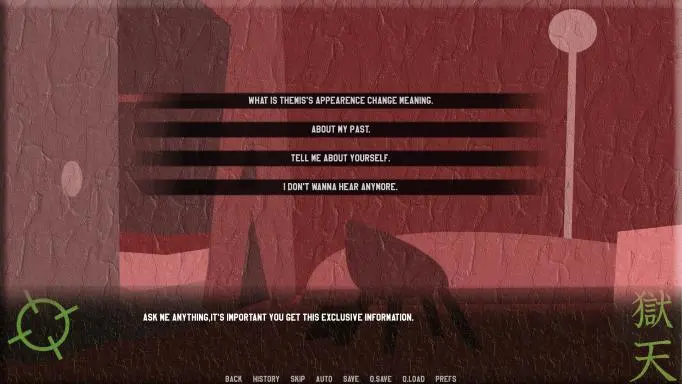 WHAT IS THEMIS'S APPEARENCE CHANGE MEANING.
ABOUT MY PAST.
TELL ME ABOUT YOURSELF.
I DON'T WANNA HEAR ANYMORE.
ASK ME ANYTHING,IT'S IMPORTANT YOU GET THIS EXCLUSIVE INFORMATION.
獄
天
BACK HISTORY SKIP AUTO SAVE Q.SAVE Q.LOAD PREFS